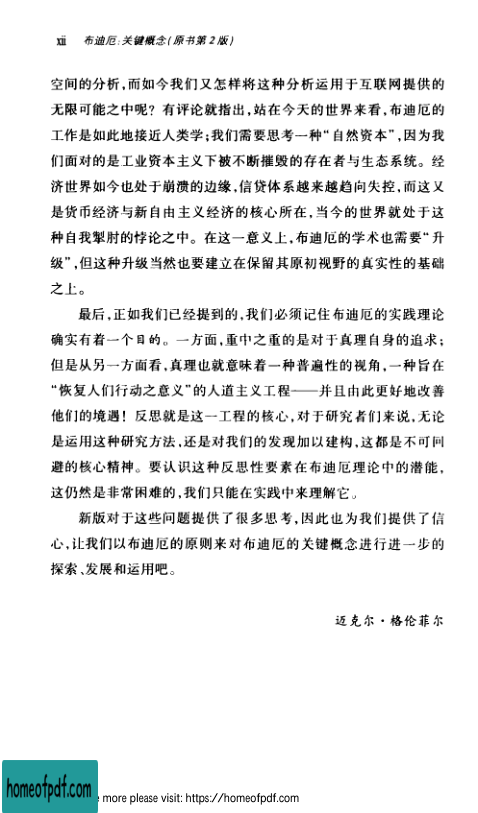 xii 布迪厄:关键概念(原书第2版)
空间的分析,而如今我们又怎样将这种分析运用于互联网提供的
无限可能之中呢?有评论就指出,站在今天的世界来看,布迪厄的
工作是如此地接近人类学;我们需要思考一种“自然资本”,因为我
们面对的是工业资本主义下被不断摧毁的存在者与生态系统。经
济世界如今也处于崩溃的边缘,信贷体系越来越趋向失控,而这又
是货币经济与新自由主义经济的核心所在,当今的世界就处于这
种自我掣肘的悖论之中。在这一意义上,布迪厄的学术也需要“升
级”,但这种升级当然也要建立在保留其原初视野的真实性的基础
之上。
最后,正如我们已经提到的,我们必须记住布迪厄的实践理论
确实有着一个目的。一方面,重中之重的是对于真理自身的追求;
但是从另一方面看,真理也就意味着一种普遍性的视角,一种旨在
“恢复人们行动之意义”的人道主义工程——并且由此更好地改善
他们的境遇!反思就是这一工程的核心,对于研究者们来说,无论
是运用这种研究方法,还是对我们的发现加以建构,这都是不可回
避的核心精神。要认识这种反思性要素在布迪厄理论中的潜能,
这仍然是非常困难的,我们只能在实践中来理解它。
新版对于这些问题提供了很多思考,因此也为我们提供了信
心,让我们以布迪厄的原则来对布迪厄的关键概念进行进一步的
探索、发展和运用吧。
迈克尔·格伦菲尔
homeofpdf.com
more please visit: https://homeofpdf.com